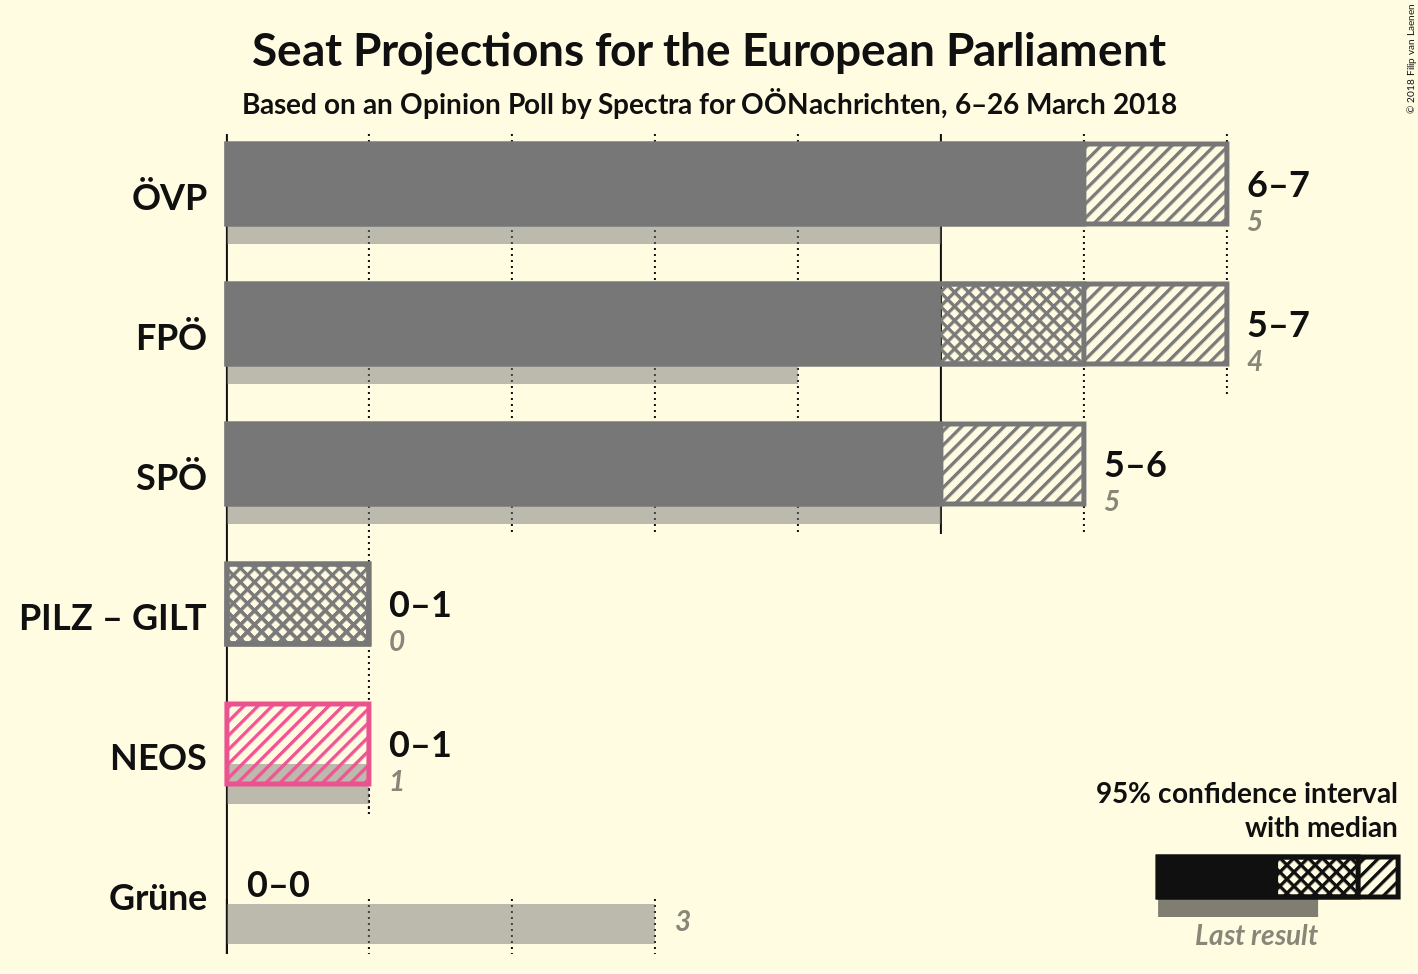 Seat Projections for the European Parliament
Based on an Opinion Poll by Spectra for OÖNachrichten, 6–26 March 2018
© 2018 Filip van Laenen
ÖVP
6–7
5
FPÖ
5–7
4
SPÖ
5–6
5
PILZ – GILT
0–1
0
NEOS
0–1
1
Grüne
0–0
3
95% confidence interval
with median
Last result